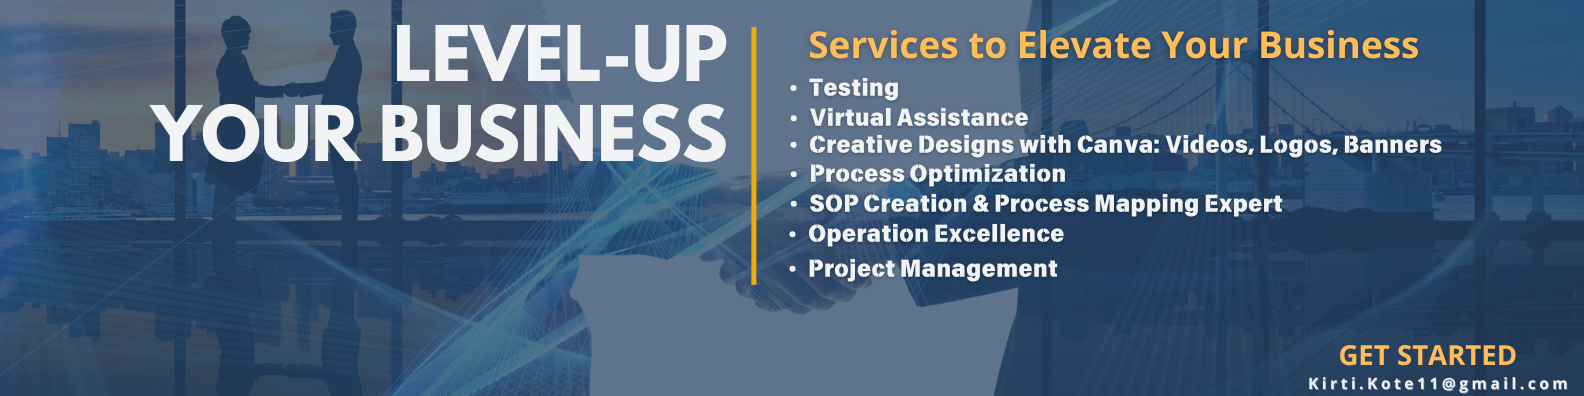 LEVEL-UP
YOUR BUSINESS
Services to Elevate Your Business
• Testing
• Virtual Assistance
• Creative Designs with Canva: Videos, Logos, Banners
• Process Optimization
• SOP Creation & Process Mapping Expert
• Operation Excellence
• Project Management
GET STARTED
Kirti.Kote11@gmail.com